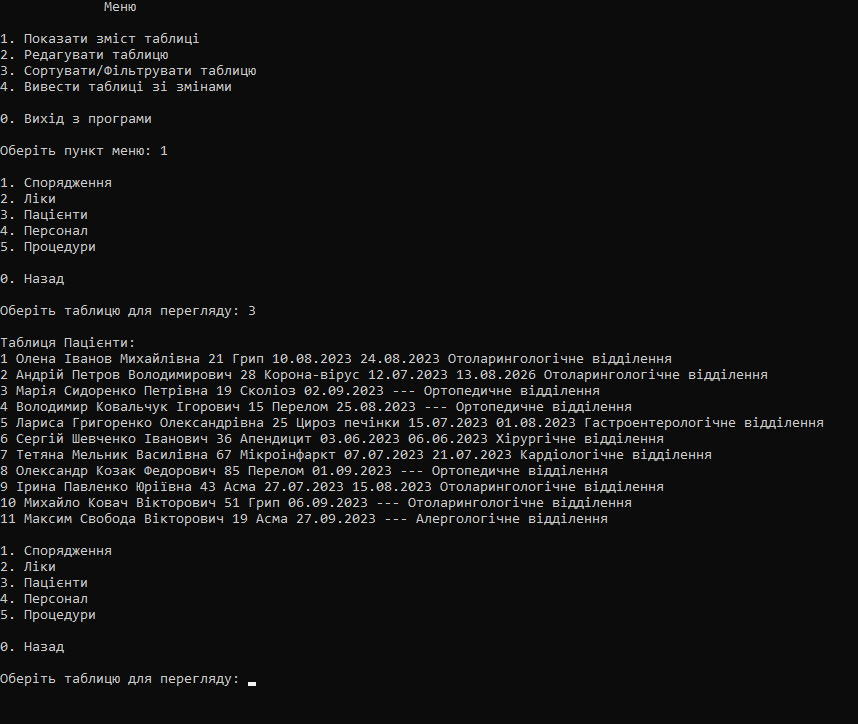 Меню
1. Показати зміст таблиці
2. Редагувати таблицю
3. Сортувати/Фільтрувати таблицю
4. Вивести таблиці зі змінами
0. Вихід з програми
Оберіть пункт меню: 1
1. Спорядження
2. Ліки
3. Пацієнти
4. Персонал
5. Процедури
0. Назад
Оберіть таблицю для перегляду: 3
Таблиця Пацієнти:
1 Олена Іванов Михайлівна 21 Грип 10.08.2023 24.08.2023 Отоларингологічне відділення
2 Андрій Петров Володимирович 28 Корона-вірус 12.07.2023 13.08.2026 Отоларингологічне відділення
3 Марія Сидоренко Петрівна 19 Сколіоз 02.09.2023 --- Ортопедичне відділення
4 Володимир Ковальчук Ігорович 15 Перелом 25.08.2023 --- Ортопедичне відділення
5 Лариса Григоренко Олександрівна 25 Цироз печінки 15.07.2023 01.08.2023 Гастроентерологічне відділення
6 Сергій Шевченко Іванович 36 Апендицит 03.06.2023 06.06.2023 Хірургічне відділення
7 Тетяна Мельник Василівна 67 Мікроінфаркт 07.07.2023 21.07.2023 Кардіологічне відділення
8 Олександр Козак Федорович 85 Перелом 01.09.2023 --- Ортопедичне відділення
9 Ірина Павленко Юріївна 43 Асма 27.07.2023 15.08.2023 Отоларингологічне відділення
10 Михайло Ковач Вікторович 51 Грип 06.09.2023 --- Отоларингологічне відділення
11 Максим Свобода Вікторович 19 Асма 27.09.2023 --- Алергологічне відділення
1. Спорядження
2. Ліки
3. Пацієнти
4. Персонал
5. Процедури
0. Назад
Оберіть таблицю для перегляду: